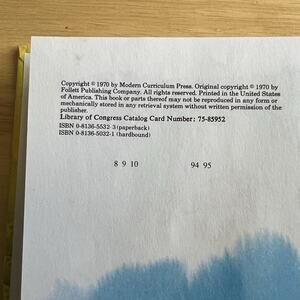 Copyright © 1970 by Modern Curriculum Press. Original copyright © 1970 by
Follett Publishing Company. All rights reserved. Printed in the United States
of America. This book or parts thereof may not be reproduced in any form or
mechanically stored in any retrieval system without written permission of the
publisher.
Library of Congress Catalog Card Number: 75-85952
ISBN 0-8136-5532-3 (paperback)
ISBN 0-8136-5032-1 (hardbound)
8 9 10 94 95